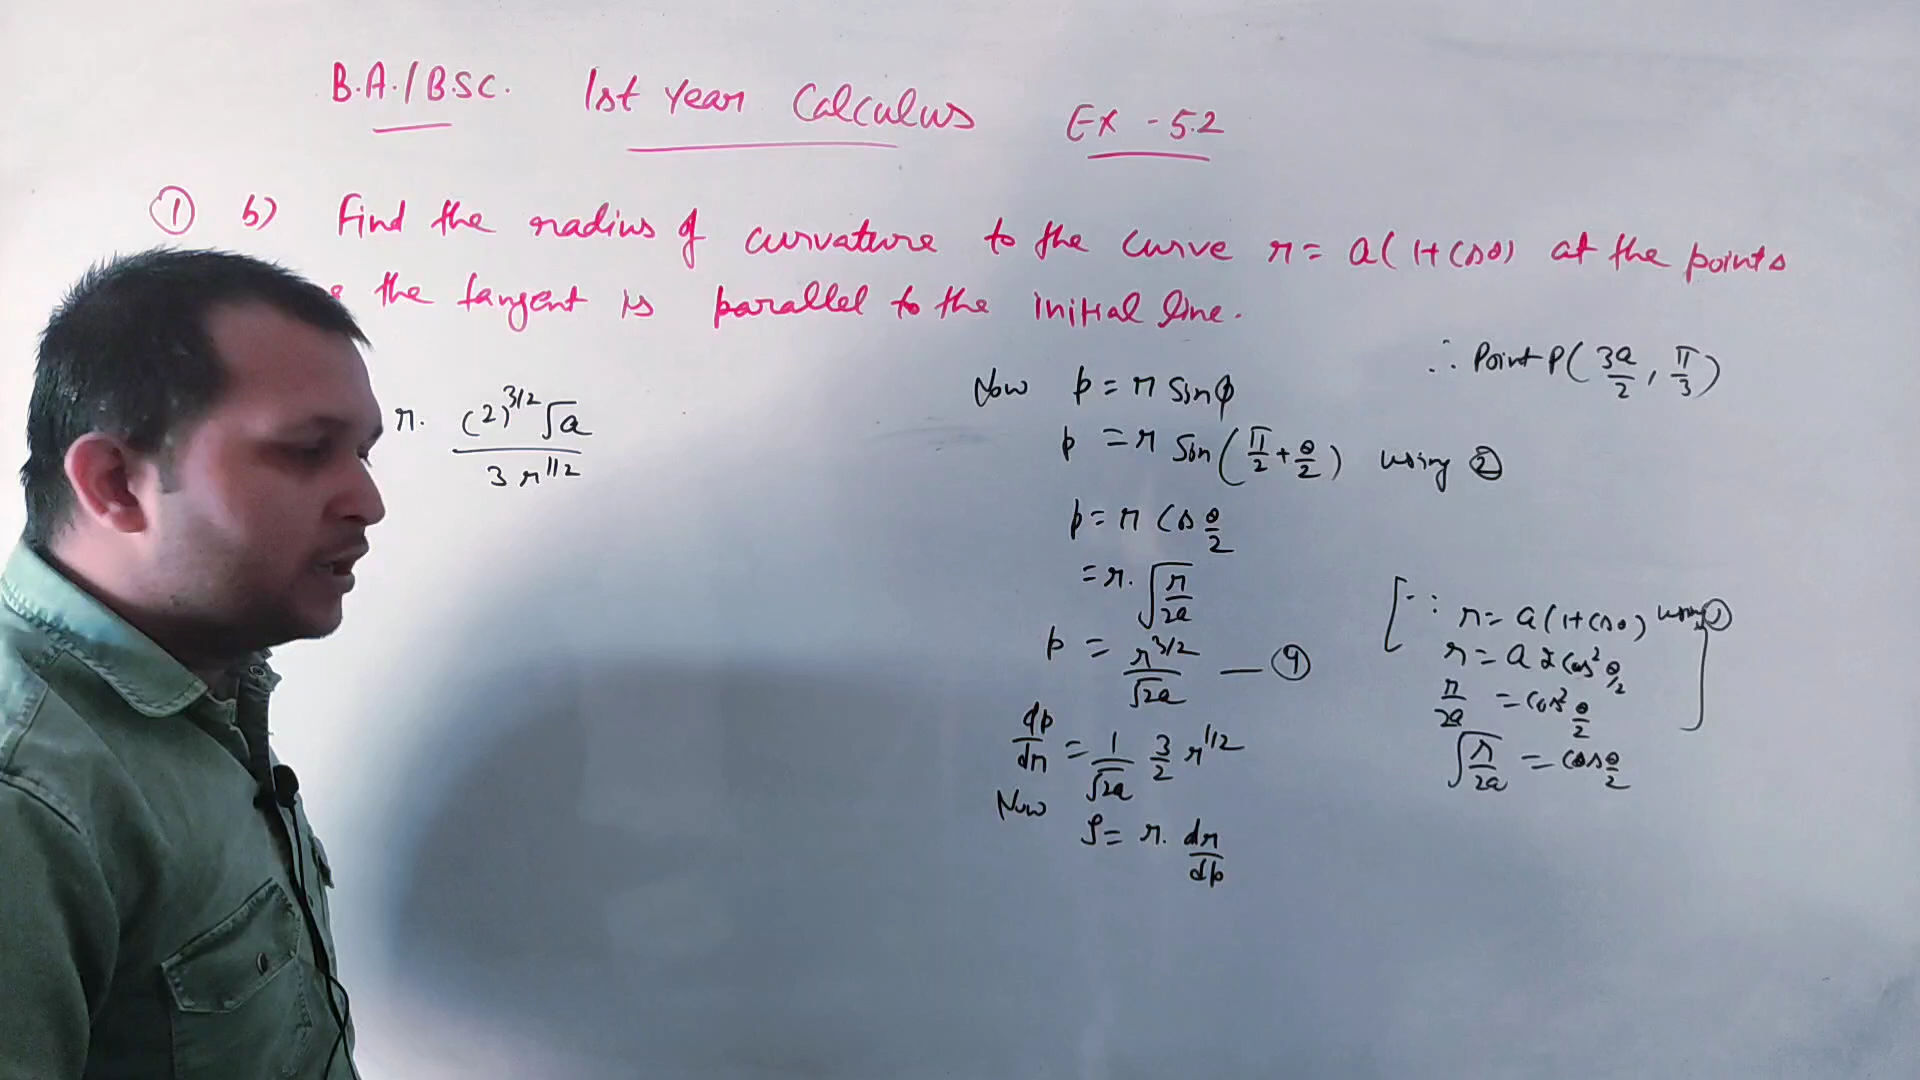 B.A./B.SC. 1st Year Calculus Ex - 5.2
① b) Find the radius of curvature to the curve r = a(1+cosθ) at the points
e the tangent is parallel to the initial line.
r. (2)^3/2 √a / 3 r^1/2
Now p = r sinφ
p = r sin(π/2 + θ/2) using ②
p = r cos θ/2
= r. √(r/2a)
p = r^3/2 / √2a — ④
dp/dr = 1/√2a 3/2 r^1/2
Now
ρ = r. dr/dp
∴ Point P(3a/2, π/3)
[∵ r = a(1+cosθ) using ①
r = a 2cos² θ/2
r/2a = cos² θ/2
√(r/2a) = cos θ/2 ]